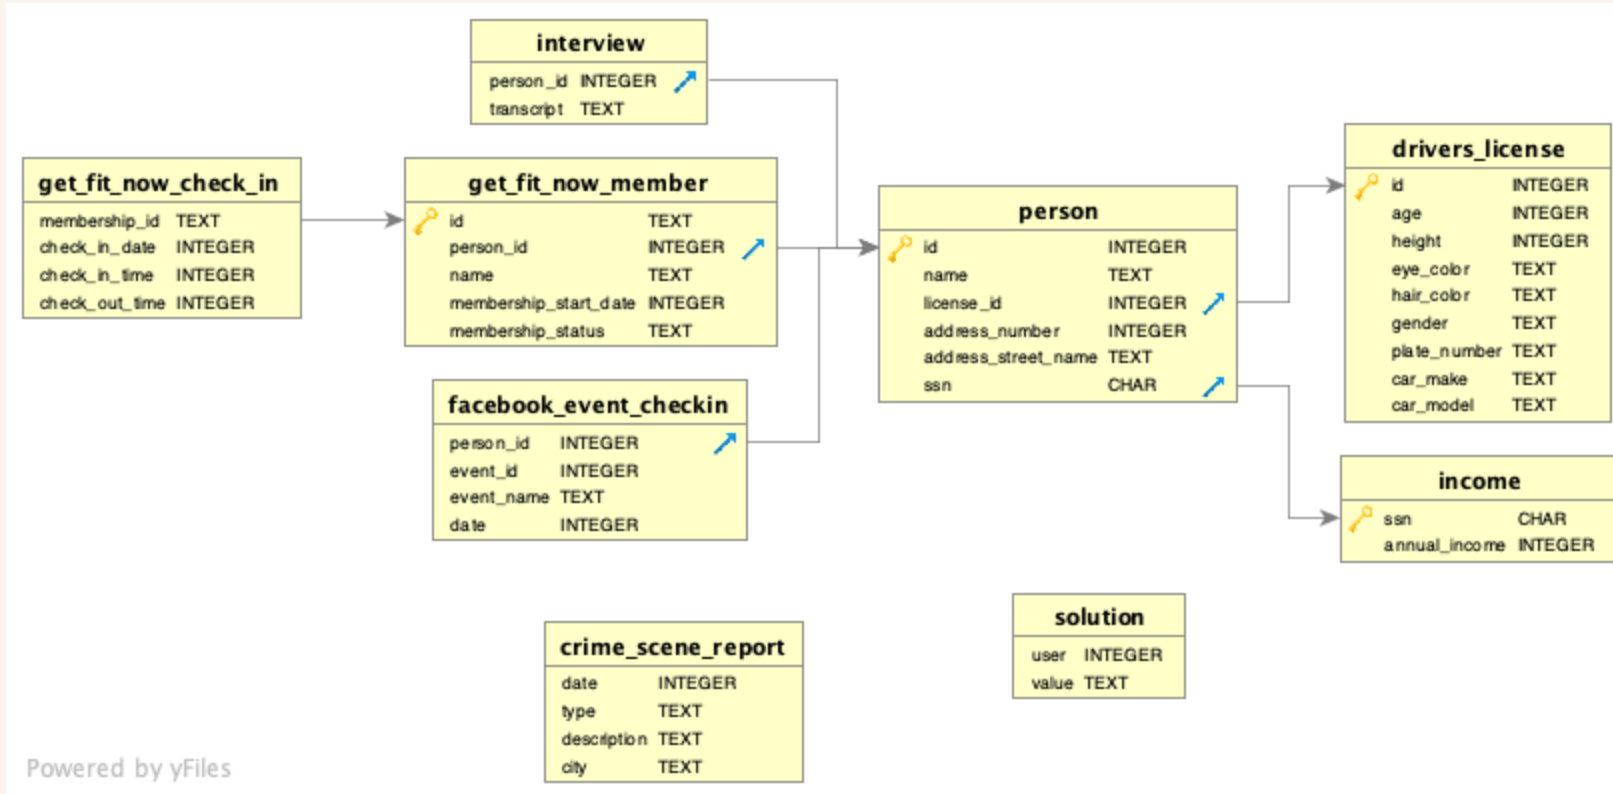 interview
person_id INTEGER
transcript TEXT
get_fit_now_check_in
membership_id TEXT
check_in_date INTEGER
check_in_time INTEGER
check_out_time INTEGER
get_fit_now_member
id TEXT
person_id INTEGER
name TEXT
membership_start_date INTEGER
membership_status TEXT
facebook_event_checkin
person_id INTEGER
event_id INTEGER
event_name TEXT
date INTEGER
person
id INTEGER
name TEXT
license_id INTEGER
address_number INTEGER
address_street_name TEXT
ssn CHAR
drivers_license
id INTEGER
age INTEGER
height INTEGER
eye_color TEXT
hair_color TEXT
gender TEXT
plate_number TEXT
car_make TEXT
car_model TEXT
income
ssn CHAR
annual_income INTEGER
crime_scene_report
date INTEGER
type TEXT
description TEXT
city TEXT
solution
user INTEGER
value TEXT
Powered by yFiles